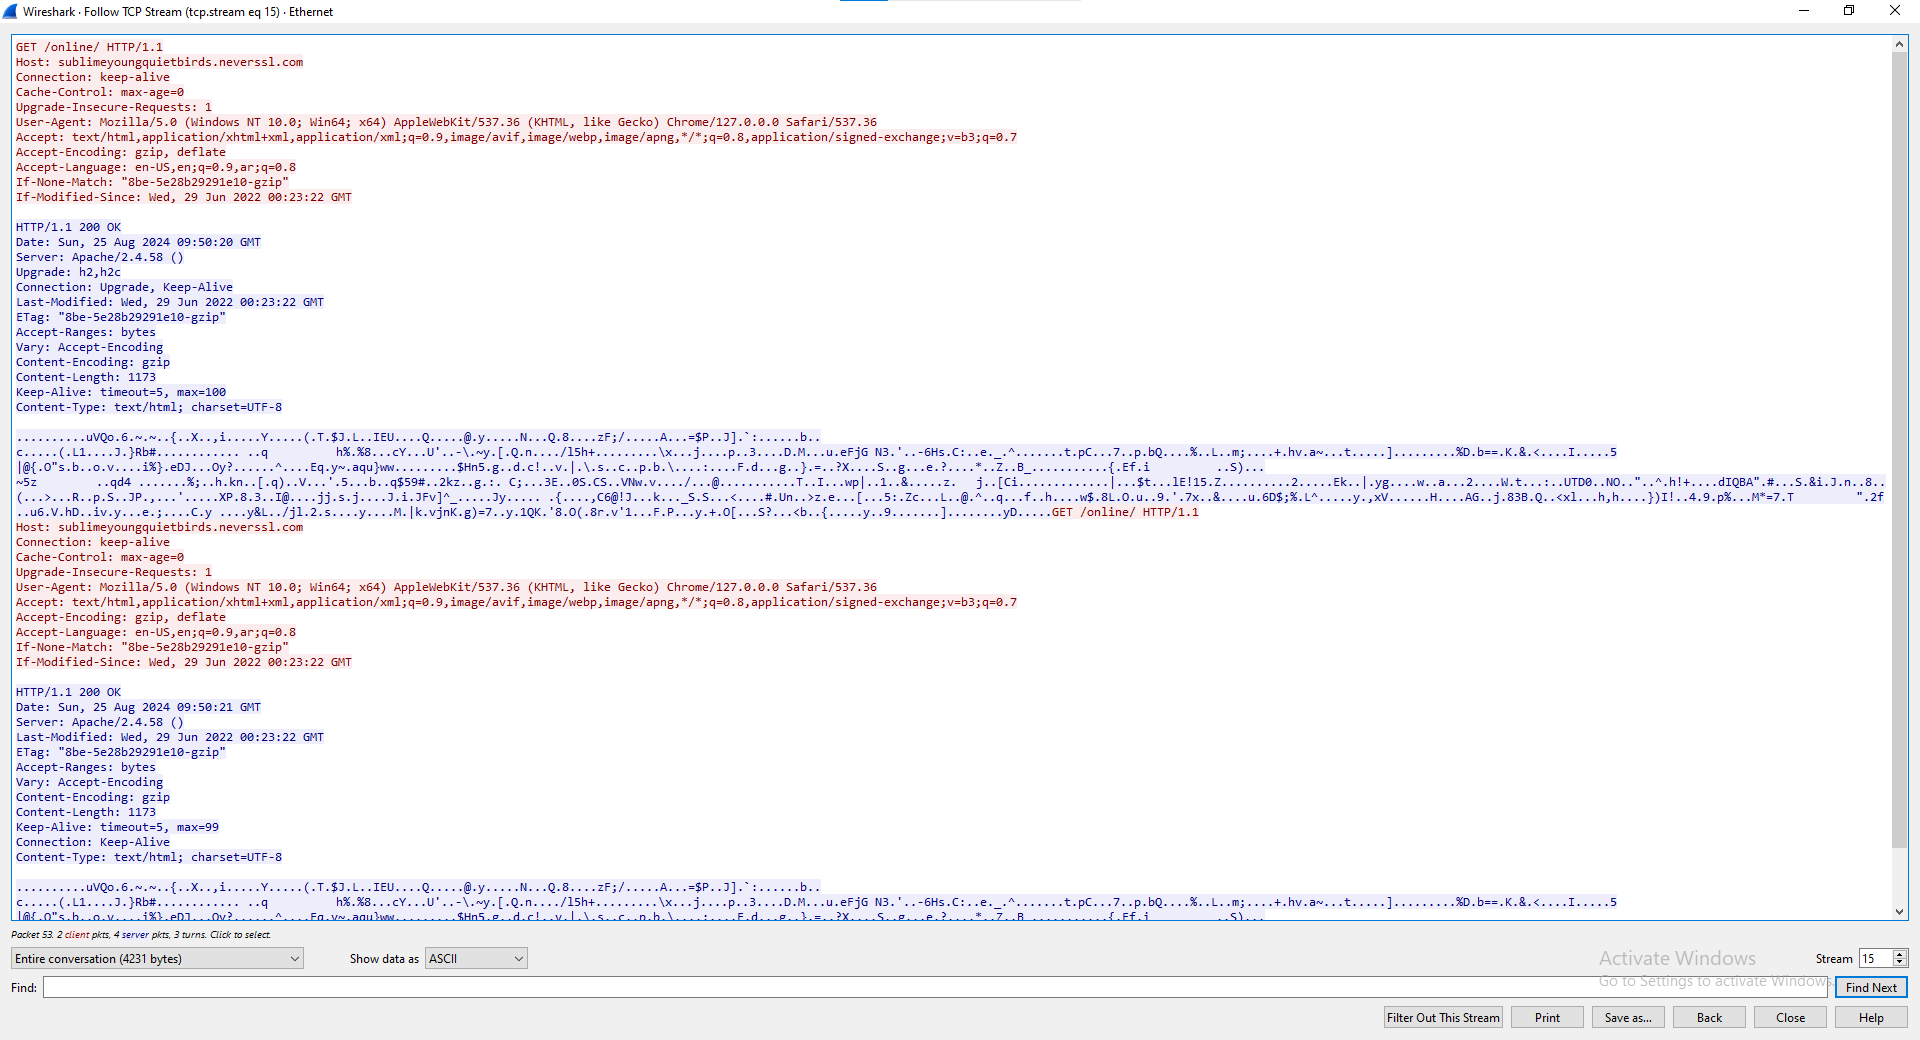 Wireshark · Follow TCP Stream (tcp.stream eq 15) · Ethernet
GET /online/ HTTP/1.1
Host: sublimeyoungquietbirds.neverssl.com
Connection: keep-alive
Cache-Control: max-age=0
Upgrade-Insecure-Requests: 1
User-Agent: Mozilla/5.0 (Windows NT 10.0; Win64; x64) AppleWebKit/537.36 (KHTML, like Gecko) Chrome/127.0.0.0 Safari/537.36
Accept: text/html,application/xhtml+xml,application/xml;q=0.9,image/avif,image/webp,image/apng,*/*;q=0.8,application/signed-exchange;v=b3;q=0.7
Accept-Encoding: gzip, deflate
Accept-Language: en-US,en;q=0.9,ar;q=0.8
If-None-Match: "8be-5e28b29291e10-gzip"
If-Modified-Since: Wed, 29 Jun 2022 00:23:22 GMT
HTTP/1.1 200 OK
Date: Sun, 25 Aug 2024 09:50:20 GMT
Server: Apache/2.4.58 ()
Upgrade: h2,h2c
Connection: Upgrade, Keep-Alive
Last-Modified: Wed, 29 Jun 2022 00:23:22 GMT
ETag: "8be-5e28b29291e10-gzip"
Accept-Ranges: bytes
Vary: Accept-Encoding
Content-Encoding: gzip
Content-Length: 1173
Keep-Alive: timeout=5, max=100
Content-Type: text/html; charset=UTF-8
..........uVQo.6.~.~..{..X..,i.....Y.....(.T.$J.L..IEU....Q.....@.y.....N...Q.8....zF;/.....A...=$P..J].`:......b..
c.....(.L1....J.}Rb#............ ..q h%.%8...cY...U'..-\.~y.[.Q.n..../l5h+.........\x...j....p..3....D.M...u.eFjG N3.'..-6Hs.C:..e._.^.......t.pC...7..p.bQ....%..L..m;....+.hv.a~...t.....].........%D.b==.K.&.<....I.....5
|@{.O"s.b..o.v....i%}.eDJ...Oy?......^....Eq.y~.aqu}ww.........$Hn5.g..d.c!..v.|.\.s..c..p.b.\....:....F.d...g..}.=..?X....S..g...e.?....*..Z..B_...........{.Ef.i ..S)...
~5z ..qd4 .......%;..h.kn..[.q)..V...'.5...b..q$59#..2kz..g.:. C;...3E..0S.CS..VNw.v..../...@...........T..I...wp|..1..&.....z. j..[Ci.............|...$t...lE!15.Z..........2.....Ek..|.yg....w..a...2....W.t...:..UTD0..NO.."..^.h!+....dIQBA".#...S.&i.J.n..8..
(...>...R..p.S..JP.,...'.....XP.8.3..I@....jj.s.j....J.i.JFv]^_.....Jy..... .{....,C6@!J...k..._S.S...<....#.Un..>z.e...[...5:.Zc...L..@.^..q...f..h....w$.8L.O.u..9.'.7x..&....u.6D$;%.L^.....y.,xV......H....AG..j.83B.Q..<xl...h,h....})I!..4.9.p%...M*=7.T ".2f
..u6.V.hD..iv.y...e.;....C.y ....y&L../jl.2.s....y....M.|k.vjnK.g)=7..y.1QK.'8.O(.8r.v'1...F.P...y.+.O[...S?...<b..{.....y..9.......]........yD.....GET /online/ HTTP/1.1
Host: sublimeyoungquietbirds.neverssl.com
Connection: keep-alive
Cache-Control: max-age=0
Upgrade-Insecure-Requests: 1
User-Agent: Mozilla/5.0 (Windows NT 10.0; Win64; x64) AppleWebKit/537.36 (KHTML, like Gecko) Chrome/127.0.0.0 Safari/537.36
Accept: text/html,application/xhtml+xml,application/xml;q=0.9,image/avif,image/webp,image/apng,*/*;q=0.8,application/signed-exchange;v=b3;q=0.7
Accept-Encoding: gzip, deflate
Accept-Language: en-US,en;q=0.9,ar;q=0.8
If-None-Match: "8be-5e28b29291e10-gzip"
If-Modified-Since: Wed, 29 Jun 2022 00:23:22 GMT
HTTP/1.1 200 OK
Date: Sun, 25 Aug 2024 09:50:21 GMT
Server: Apache/2.4.58 ()
Last-Modified: Wed, 29 Jun 2022 00:23:22 GMT
ETag: "8be-5e28b29291e10-gzip"
Accept-Ranges: bytes
Vary: Accept-Encoding
Content-Encoding: gzip
Content-Length: 1173
Keep-Alive: timeout=5, max=99
Connection: Keep-Alive
Content-Type: text/html; charset=UTF-8
..........uVQo.6.~.~..{..X..,i.....Y.....(.T.$J.L..IEU....Q.....@.y.....N...Q.8....zF;/.....A...=$P..J].`:......b..
c.....(.L1....J.}Rb#............ ..q h%.%8...cY...U'..-\.~y.[.Q.n..../l5h+.........\x...j....p..3....D.M...u.eFjG N3.'..-6Hs.C:..e._.^.......t.pC...7..p.bQ....%..L..m;....+.hv.a~...t.....].........%D.b==.K.&.<....I.....5
|@{.O"s.b..o.v....i%}.eDJ...Oy?......^....Eq.y~.aqu}ww.........$Hn5.g..d.c!..v.|.\.s..c..p.b.\....:....F.d...g..}.=..?X....S..g...e.?....*..Z..B_...........{.Ef.i ..S)...
Packet 53. 2 client pkts, 4 server pkts, 3 turns. Click to select.
Entire conversation (4231 bytes) Show data as ASCII Stream 15
Activate Windows
Go to Settings to activate Windows.
Find: Find Next
Filter Out This Stream Print Save as... Back Close Help